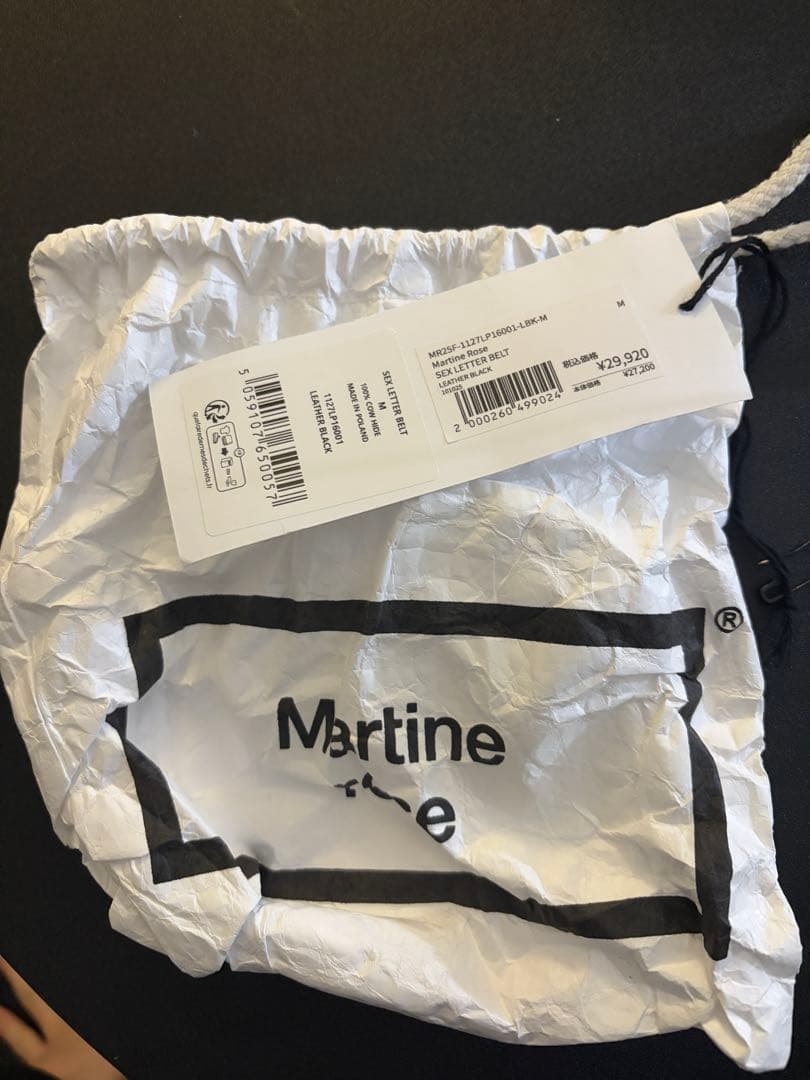 MR25F-1127LP16001-LBK-M
M
Martine Rose
SEX LETTER BELT
LEATHER BLACK
101025
税込価格
¥29,920
本体価格
¥27,200
2 000260 499024
SEX LETTER BELT
M
100% COW HIDE
MADE IN POLAND
1127LP16001
LEATHER BLACK
5 059107 650057
quefairedemesdechets.fr
®
Martine